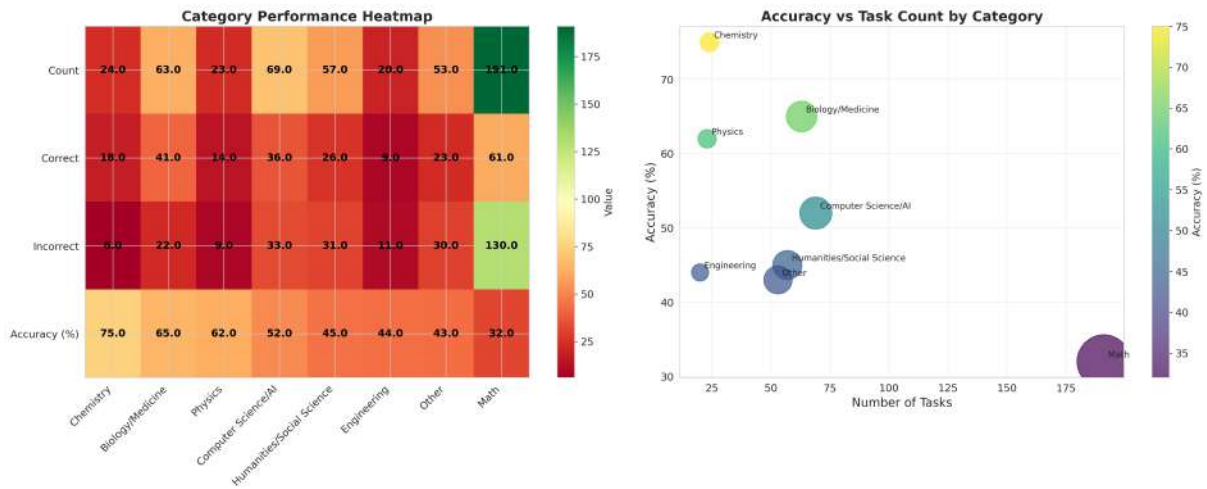 Category Performance Heatmap
Count
Correct
Incorrect
Accuracy (%)
24.0 63.0 23.0 69.0 57.0 20.0 53.0 191.0
18.0 41.0 14.0 36.0 26.0 9.0 23.0 61.0
6.0 22.0 9.0 33.0 31.0 11.0 30.0 130.0
75.0 65.0 62.0 52.0 45.0 44.0 43.0 32.0
Chemistry
Biology/Medicine
Physics
Computer Science/AI
Humanities/Social Science
Engineering
Other
Math
175
150
125
100
75
50
25
Value
Accuracy vs Task Count by Category
Accuracy (%)
70
60
50
40
30
Chemistry
Biology/Medicine
Physics
Computer Science/AI
Humanities/Social Science
Engineering
Other
Math
25 50 75 100 125 150 175
Number of Tasks
75
70
65
60
55
50
45
40
35
Accuracy (%)